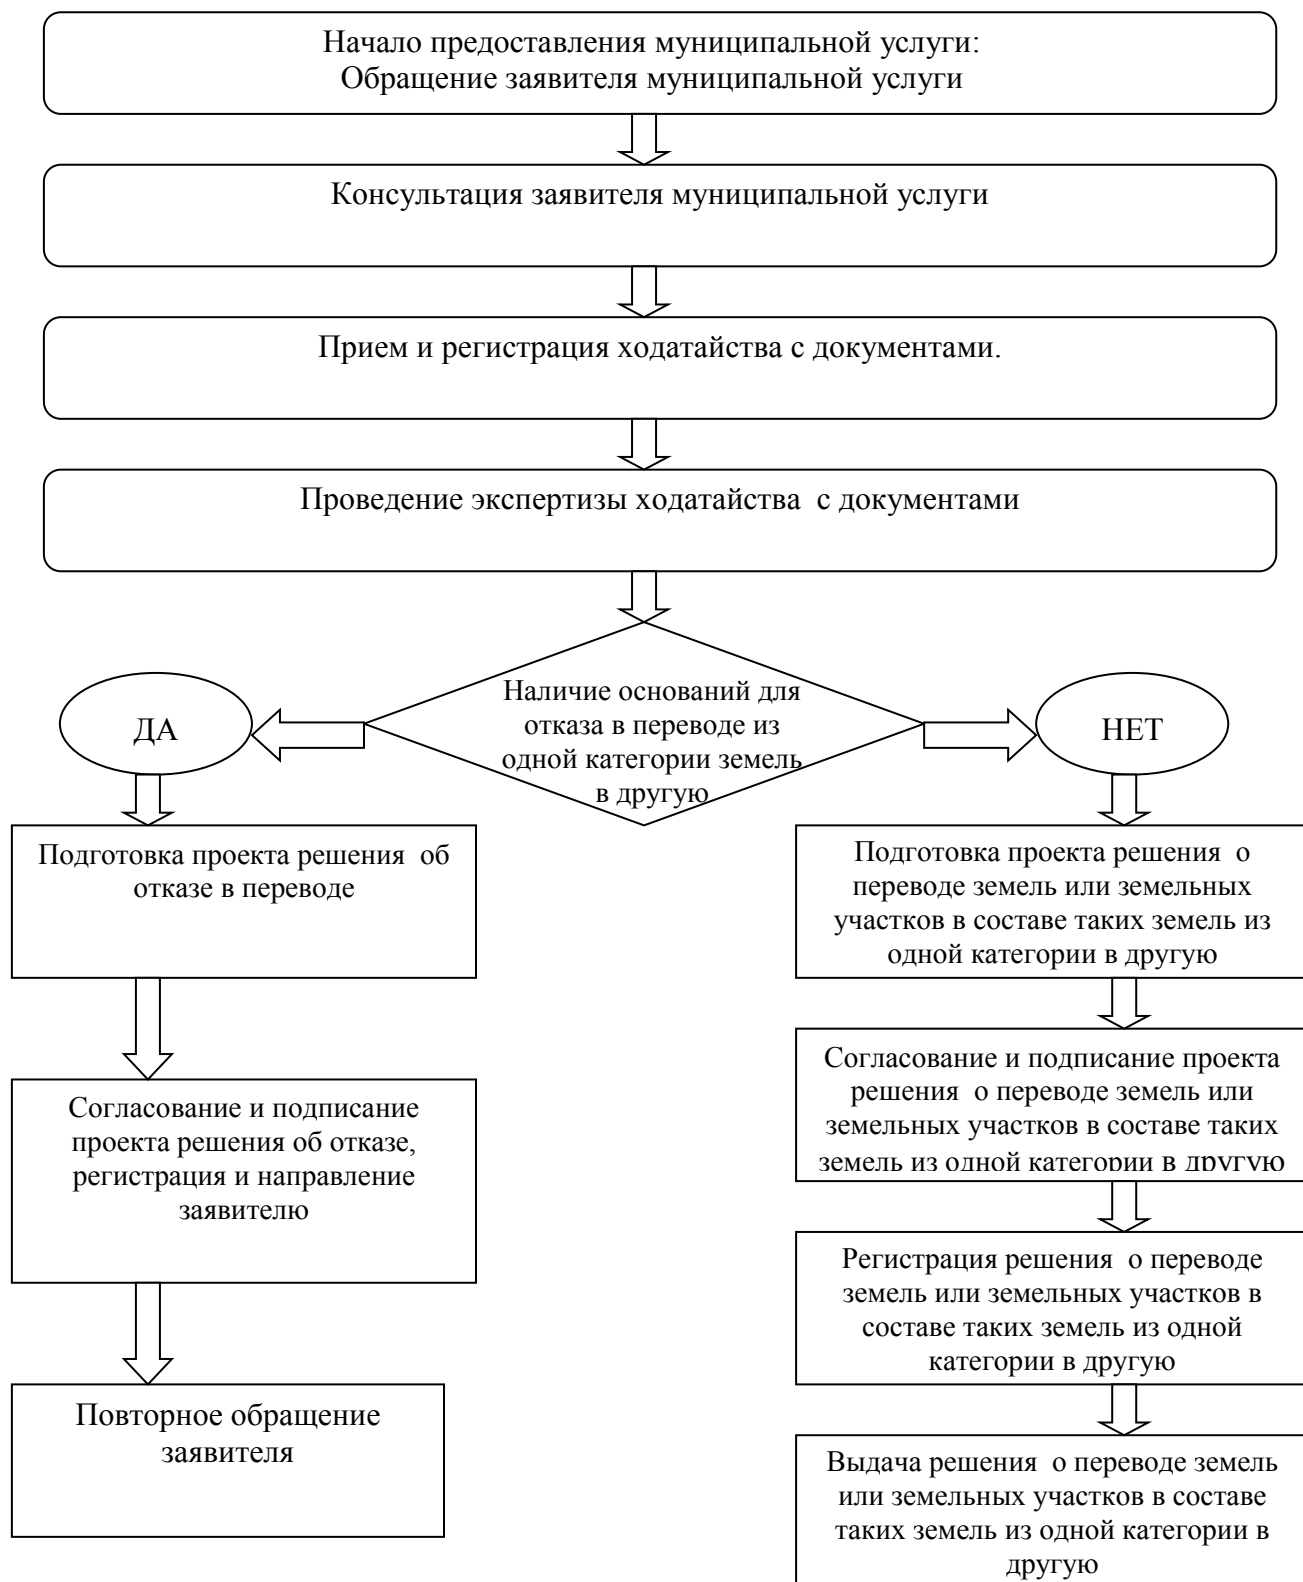 Начало предоставления муниципальной услуги:
Обращение заявителя муниципальной услуги
Консультация заявителя муниципальной услуги
Прием и регистрация ходатайства с документами.
Проведение экспертизы ходатайства с документами
Наличие оснований для
отказа в переводе из
одной категории земель
в другую
ДА
НЕТ
Подготовка проекта решения об
отказе в переводе
Согласование и подписание
проекта решения об отказе,
регистрация и направление
заявителю
Повторное обращение
заявителя
Подготовка проекта решения о
переводе земель или земельных
участков в составе таких земель из
одной категории в другую
Согласование и подписание проекта
решения о переводе земель или
земельных участков в составе таких
земель из одной категории в другую
Регистрация решения о переводе
земель или земельных участков в
составе таких земель из одной
категории в другую
Выдача решения о переводе земель
или земельных участков в составе
таких земель из одной категории в
другую